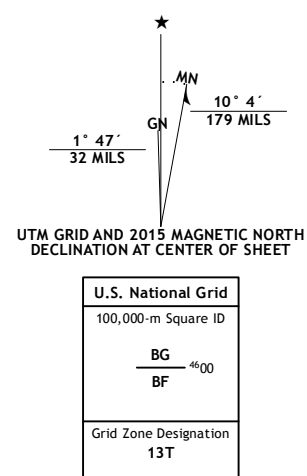 ★
MN
GN
10° 4´
179 MILS
1° 47´
32 MILS
UTM GRID AND 2015 MAGNETIC NORTH
DECLINATION AT CENTER OF SHEET
U.S. National Grid
100,000-m Square ID
BG
4600
BF
Grid Zone Designation
13T